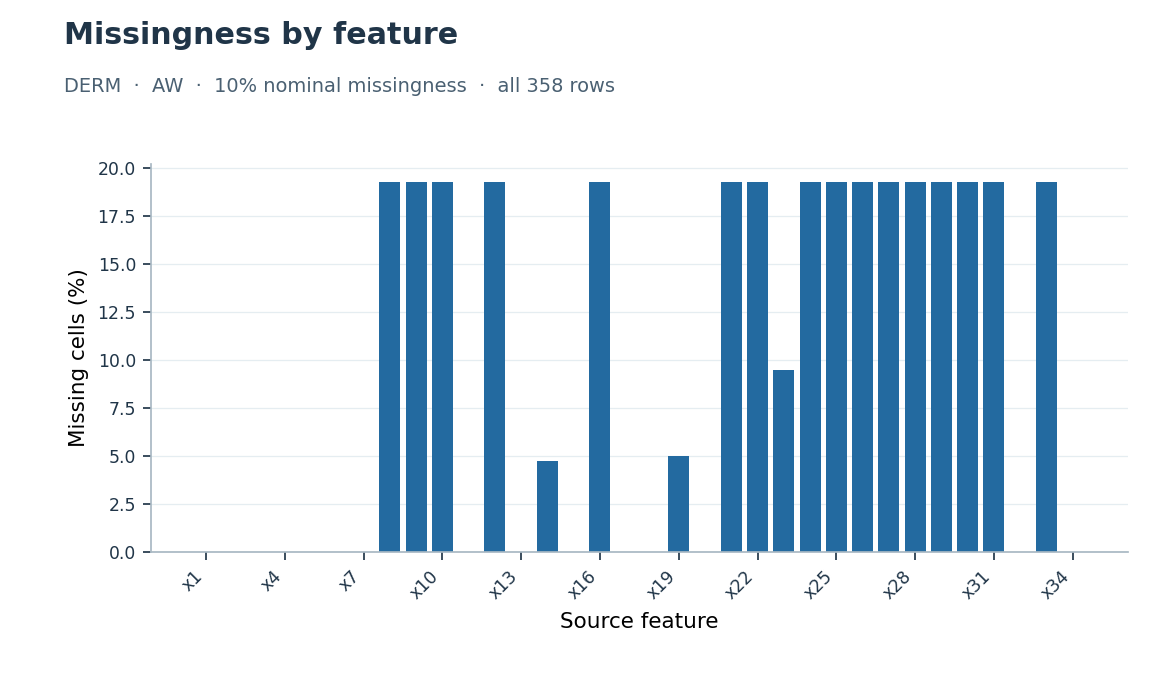 Missingness by feature
DERM · AW · 10% nominal missingness · all 358 rows
20.0
17.5
15.0
12.5
10.0
7.5
5.0
2.5
0.0
Missing cells (%)
x1 x4 x7 x10 x13 x16 x19 x22 x25 x28 x31 x34
Source feature